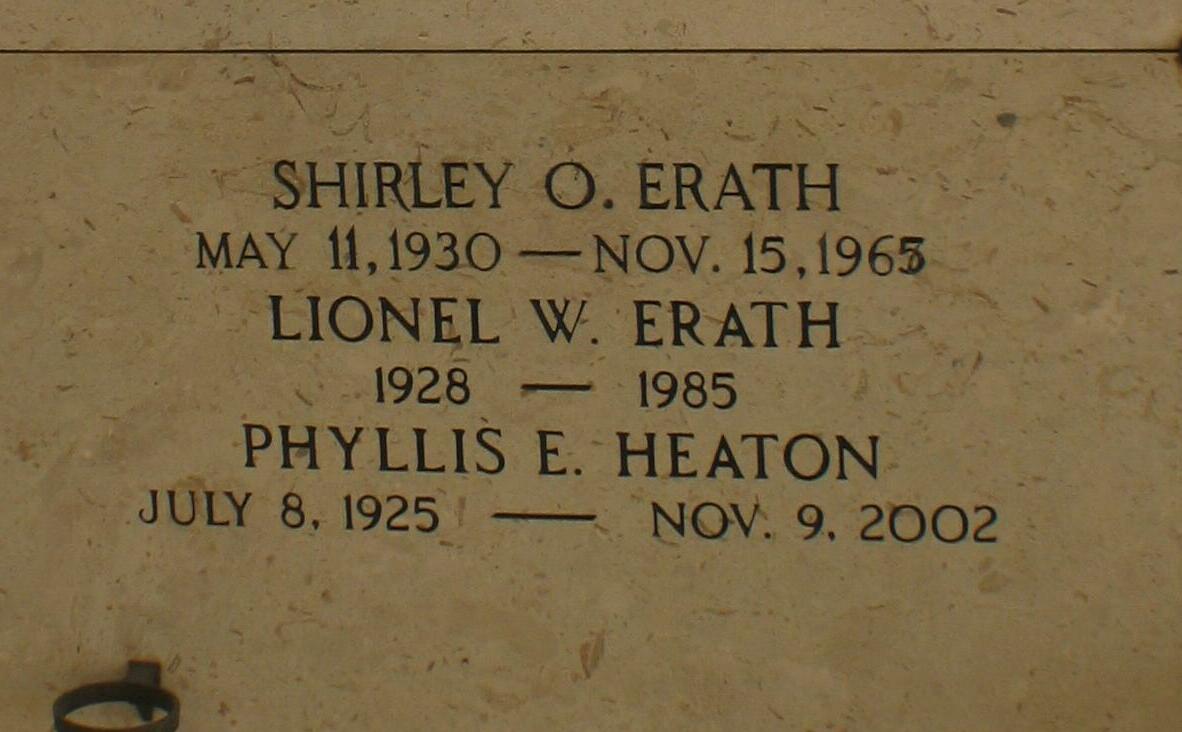 SHIRLEY O. ERATH
MAY 11, 1930 — NOV. 15,
LIONEL W. ERATH
1928 — 1985
PHYLLIS E. HEATON
JULY 8, 1925 — NOV. 9, 2002